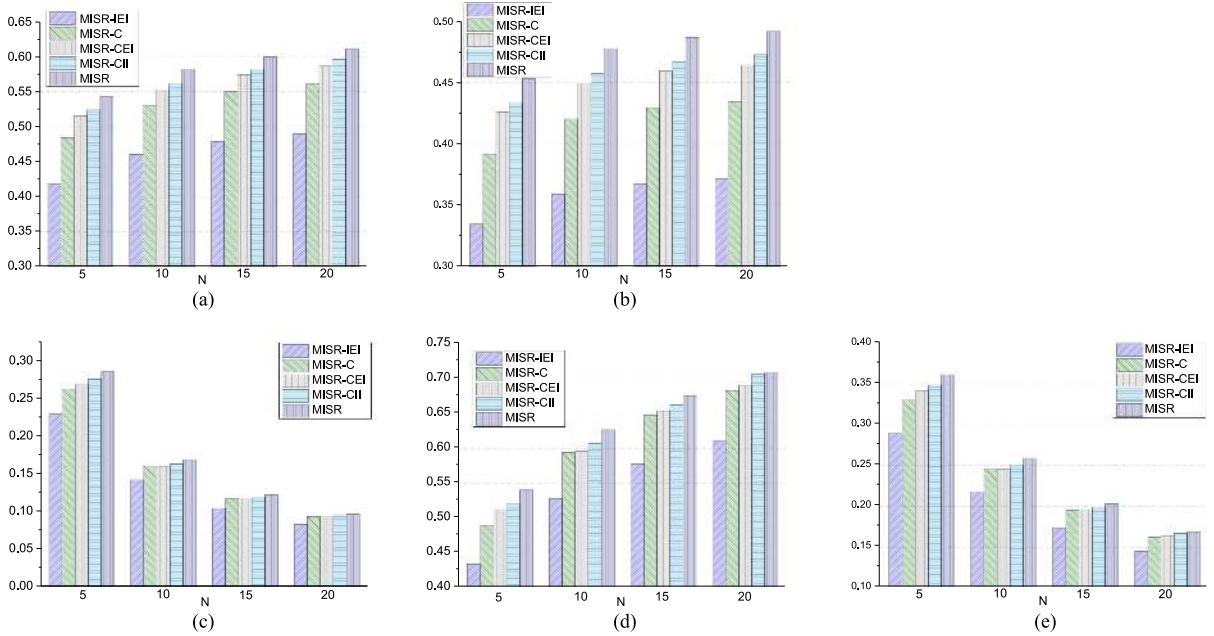 0.65
0.60
0.55
0.50
0.45
0.40
0.35
0.30
MISR-IEI
MISR-C
MISR-CEI
MISR-CII
MISR
5 10 15 20
N
(a)
0.50
0.45
0.40
0.35
0.30
MISR-IEI
MISR-C
MISR-CEI
MISR-CII
MISR
5 10 15 20
N
(b)
0.30
0.25
0.20
0.15
0.10
0.05
0.00
MISR-IEI
MISR-C
MISR-CEI
MISR-CII
MISR
5 10 15 20
N
(c)
0.75
0.70
0.65
0.60
0.55
0.50
0.45
0.40
MISR-IEI
MISR-C
MISR-CEI
MISR-CII
MISR
5 10 15 20
N
(d)
0.40
0.35
0.30
0.25
0.20
0.15
0.10
MISR-IEI
MISR-C
MISR-CEI
MISR-CII
MISR
5 10 15 20
N
(e)